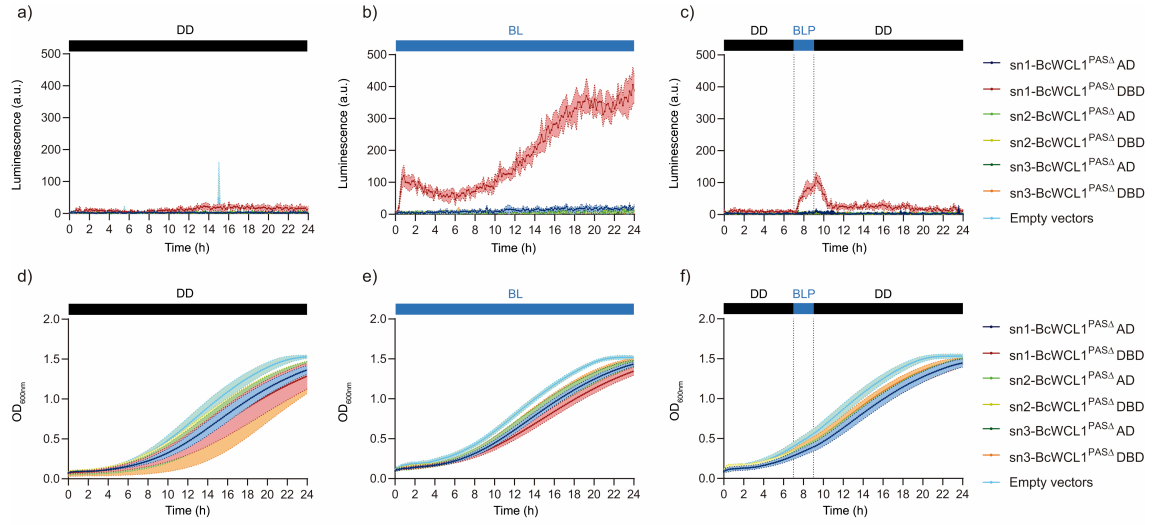 a)
DD
Luminescence (a.u.)
500
400
300
200
100
0
0 2 4 6 8 10 12 14 16 18 20 22 24
Time (h)
b)
BL
Luminescence (a.u.)
500
400
300
200
100
0
0 2 4 6 8 10 12 14 16 18 20 22 24
Time (h)
c)
DD BLP DD
Luminescence (a.u.)
500
400
300
200
100
0
0 2 4 6 8 10 12 14 16 18 20 22 24
Time (h)
sn1-BcWCL1PASΔ AD
sn1-BcWCL1PASΔ DBD
sn2-BcWCL1PASΔ AD
sn2-BcWCL1PASΔ DBD
sn3-BcWCL1PASΔ AD
sn3-BcWCL1PASΔ DBD
Empty vectors
d)
DD
OD600nm
2.0
1.5
1.0
0.5
0.0
0 2 4 6 8 10 12 14 16 18 20 22 24
Time (h)
e)
BL
OD600nm
2.0
1.5
1.0
0.5
0.0
0 2 4 6 8 10 12 14 16 18 20 22 24
Time (h)
f)
DD BLP DD
OD600nm
2.0
1.5
1.0
0.5
0.0
0 2 4 6 8 10 12 14 16 18 20 22 24
Time (h)
sn1-BcWCL1PASΔ AD
sn1-BcWCL1PASΔ DBD
sn2-BcWCL1PASΔ AD
sn2-BcWCL1PASΔ DBD
sn3-BcWCL1PASΔ AD
sn3-BcWCL1PASΔ DBD
Empty vectors